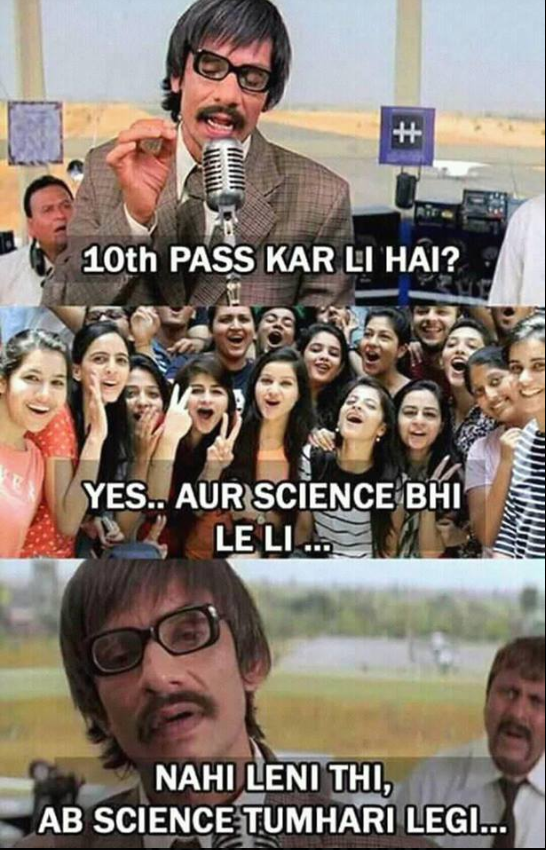 10th PASS KAR LI HAI?
YES.. AUR SCIENCE BHI
LE LI ...
NAHI LENI THI,
AB SCIENCE TUMHARI LEGI...